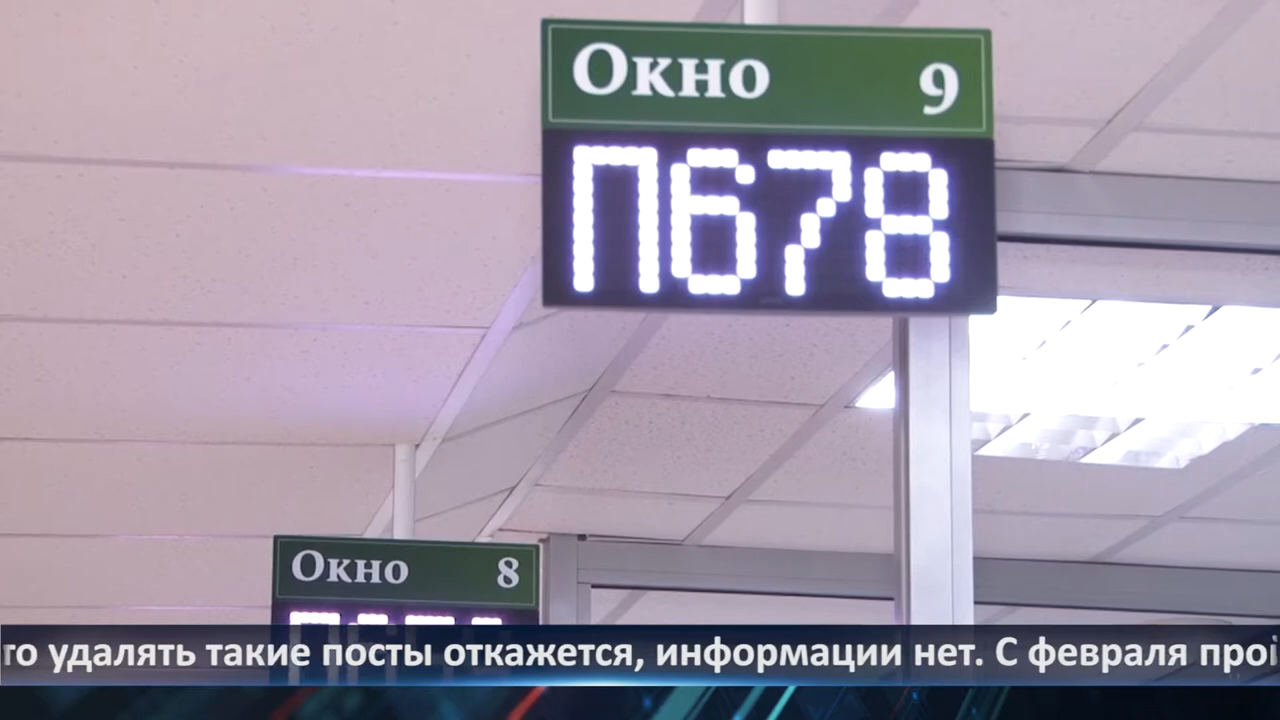 Окно 9
П678
Окно 8
удалять такие посты откажется, информации нет. С февраля